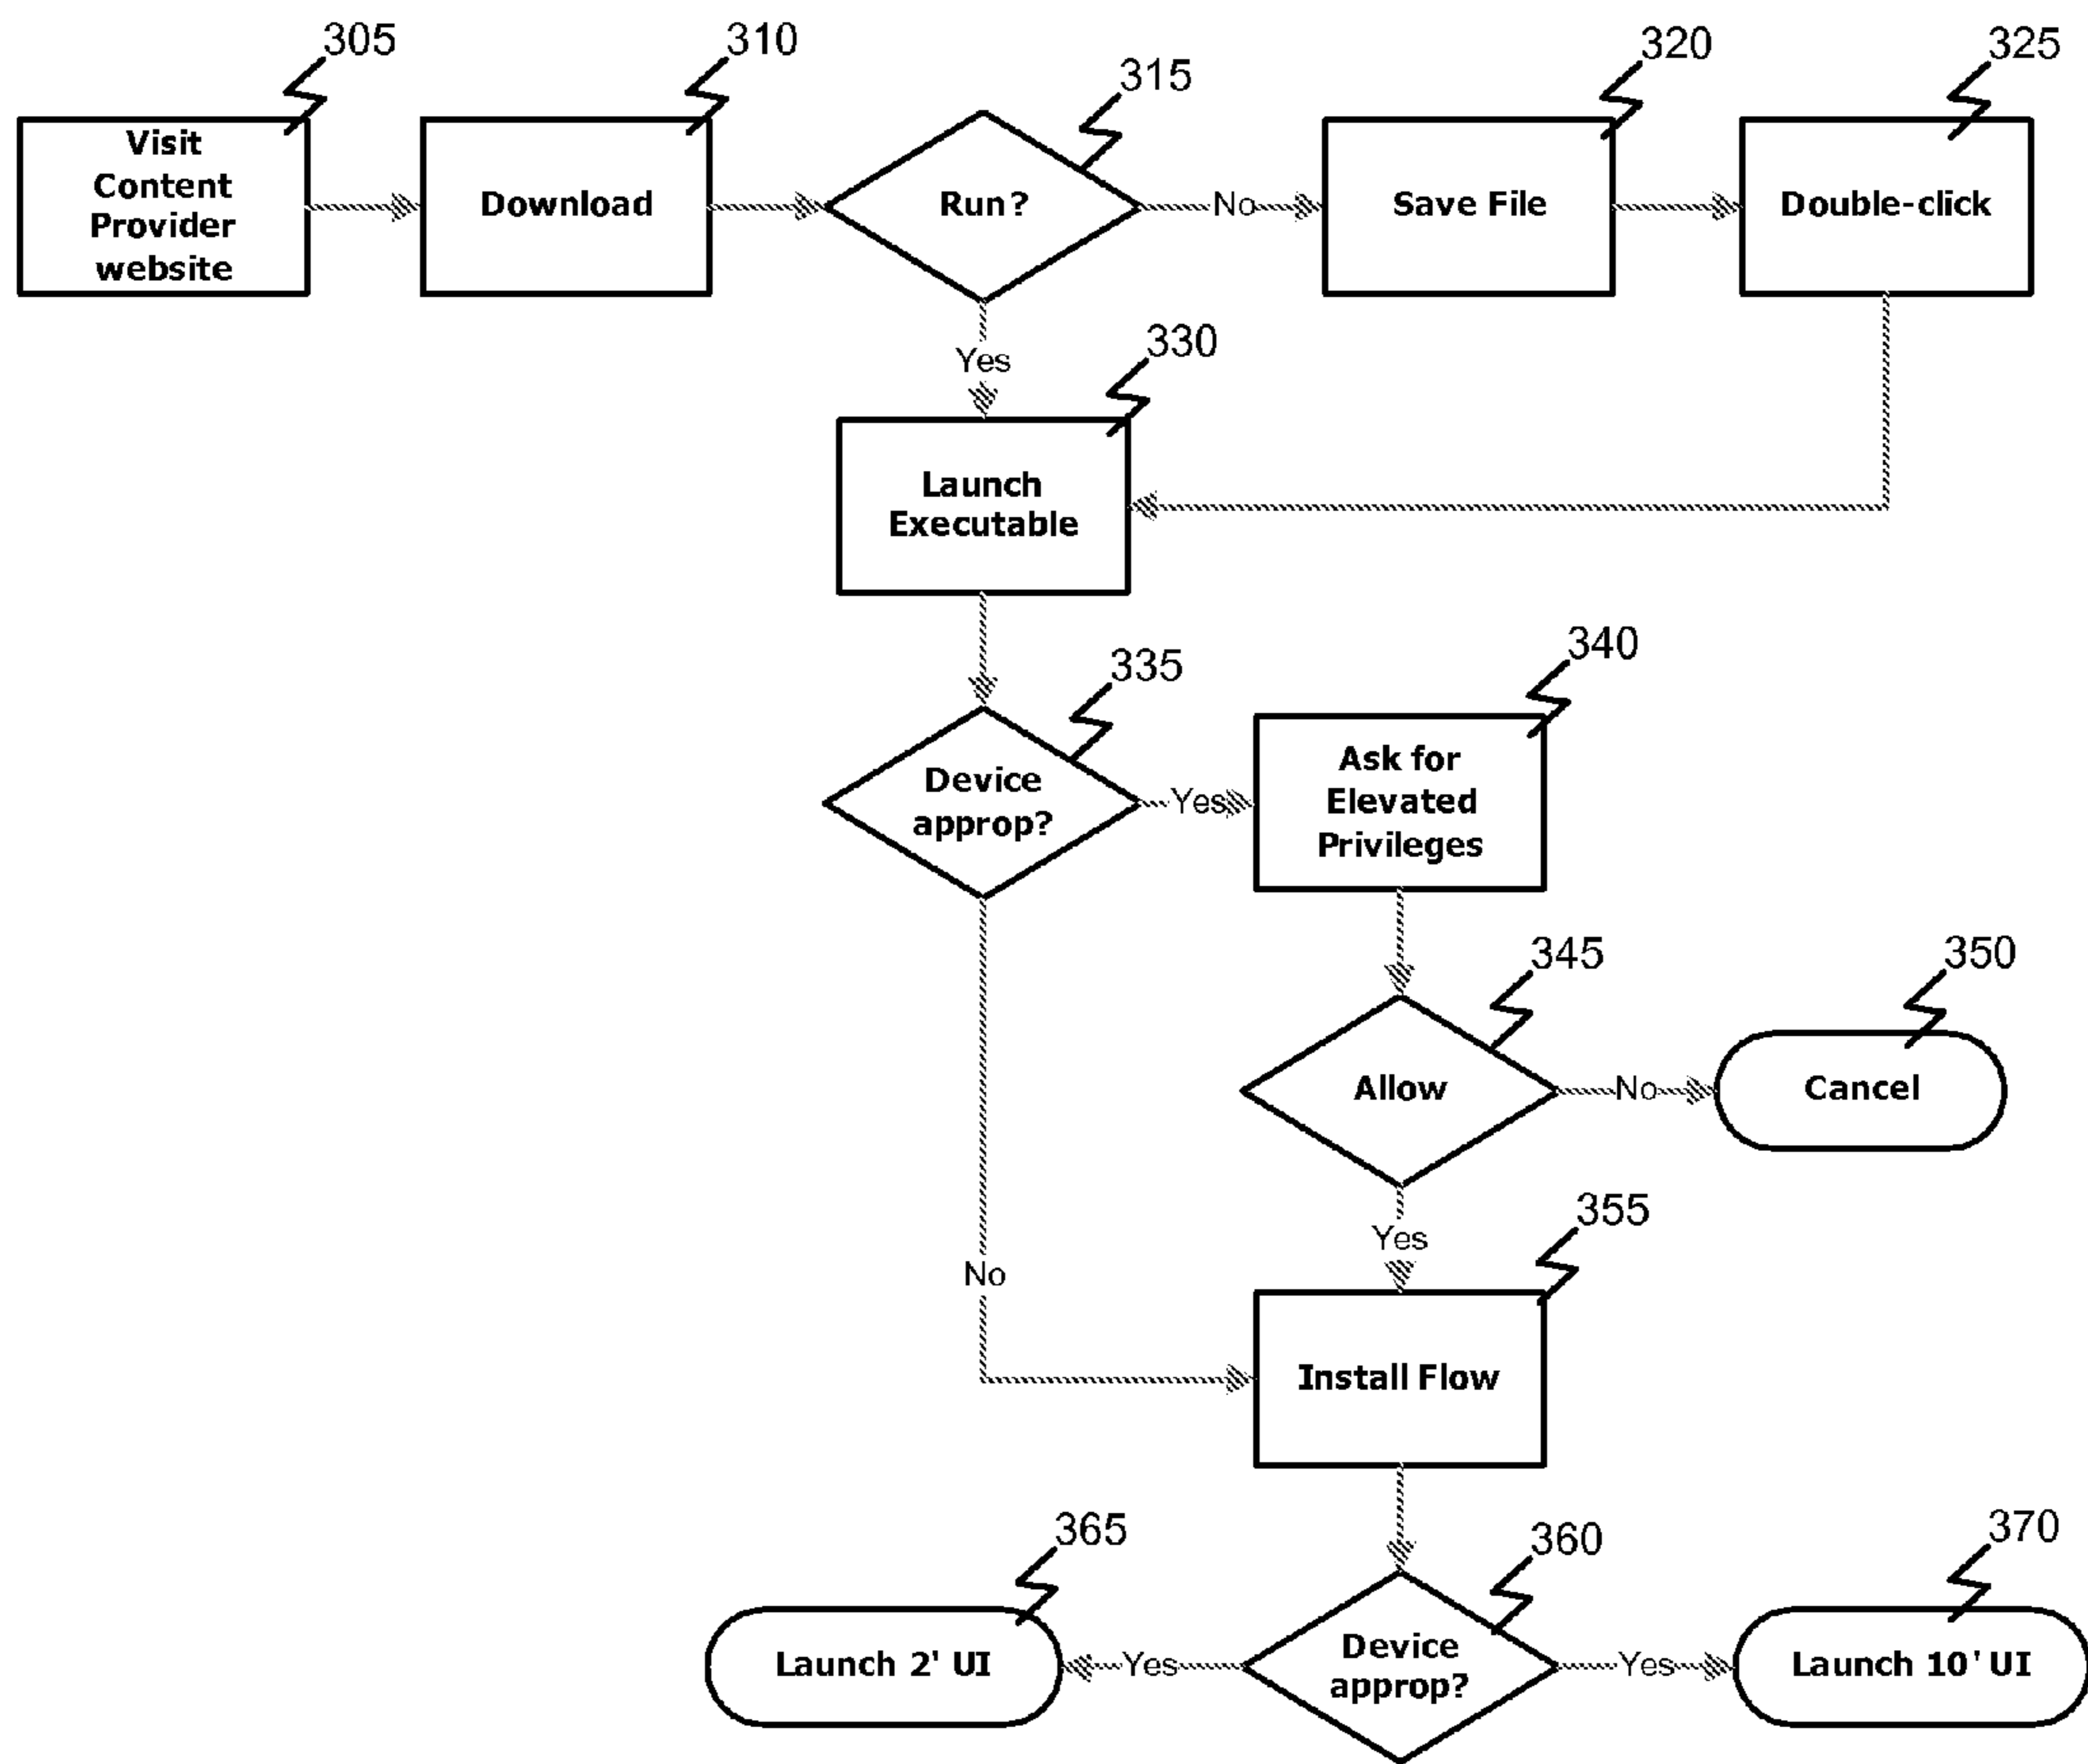 305
310
315
320
325
Visit
Content
Provider
website
Download
Run?
No
Save File
Double-click
Yes
330
Launch
Executable
335
340
Device
approp?
Yes
Ask for
Elevated
Privileges
345
350
Allow
No
Cancel
Yes
355
No
Install Flow
365
360
370
Launch 2' UI
Yes
Device
approp?
Yes
Launch 10' UI